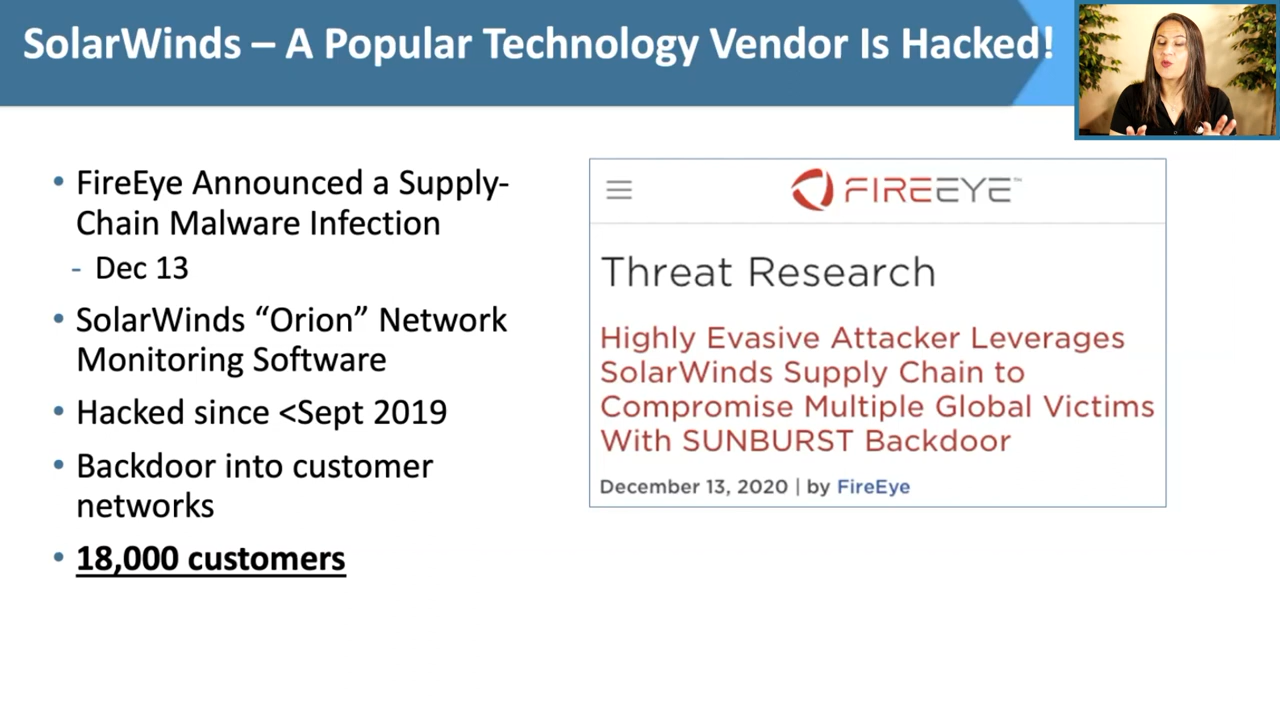 SolarWinds – A Popular Technology Vendor Is Hacked!
• FireEye Announced a Supply-
Chain Malware Infection
- Dec 13
• SolarWinds “Orion” Network
Monitoring Software
• Hacked since <Sept 2019
• Backdoor into customer
networks
• 18,000 customers
FIREEYE™
Threat Research
Highly Evasive Attacker Leverages
SolarWinds Supply Chain to
Compromise Multiple Global Victims
With SUNBURST Backdoor
December 13, 2020 | by FireEye